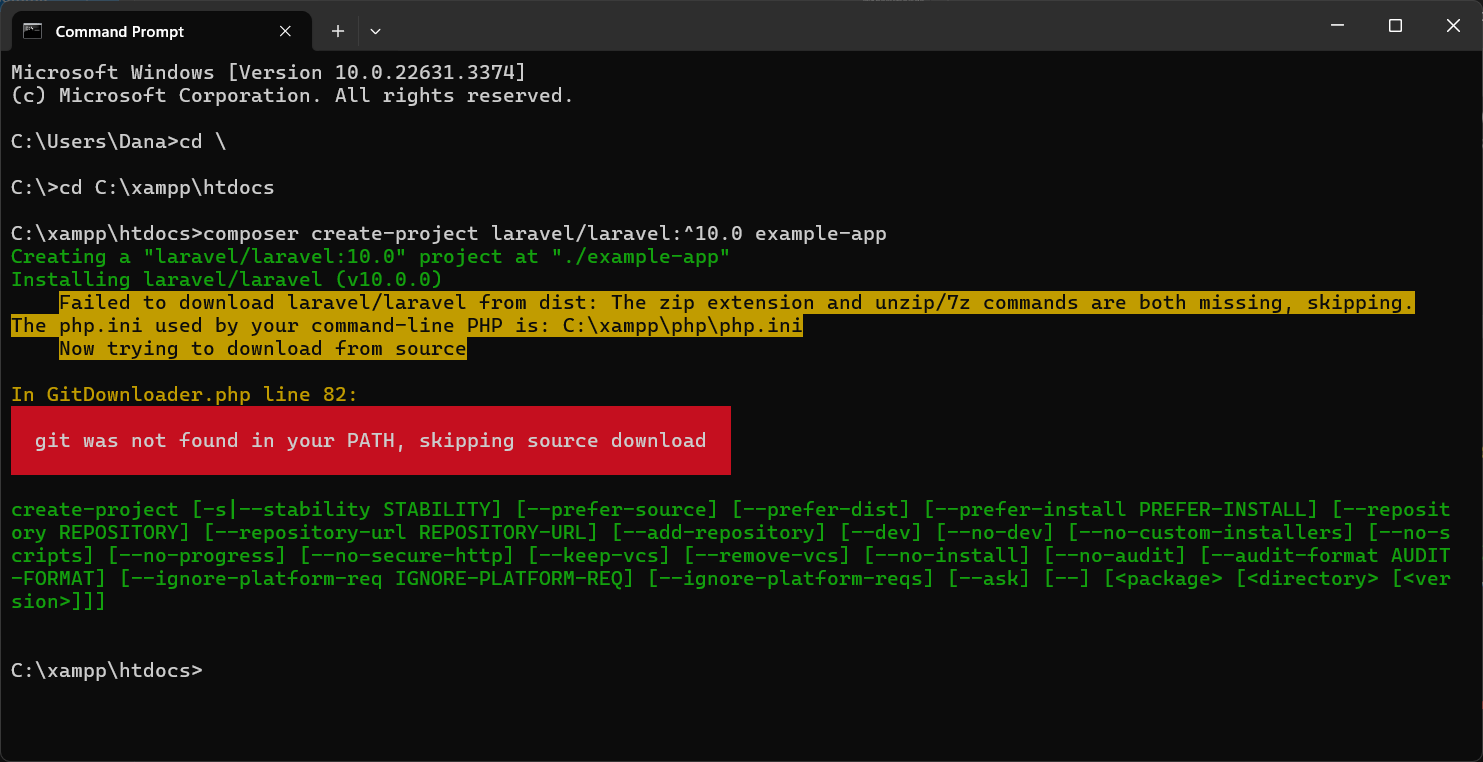 Command Prompt
Microsoft Windows [Version 10.0.22631.3374]
(c) Microsoft Corporation. All rights reserved.
C:\Users\Dana>cd \
C:\>cd C:\xampp\htdocs
C:\xampp\htdocs>composer create-project laravel/laravel:^10.0 example-app
Creating a "laravel/laravel:10.0" project at "./example-app"
Installing laravel/laravel (v10.0.0)
Failed to download laravel/laravel from dist: The zip extension and unzip/7z commands are both missing, skipping.
The php.ini used by your command-line PHP is: C:\xampp\php\php.ini
Now trying to download from source
In GitDownloader.php line 82:
git was not found in your PATH, skipping source download
create-project [-s|--stability STABILITY] [--prefer-source] [--prefer-dist] [--prefer-install PREFER-INSTALL] [--reposit
ory REPOSITORY] [--repository-url REPOSITORY-URL] [--add-repository] [--dev] [--no-dev] [--no-custom-installers] [--no-s
cripts] [--no-progress] [--no-secure-http] [--keep-vcs] [--remove-vcs] [--no-install] [--no-audit] [--audit-format AUDIT
-FORMAT] [--ignore-platform-req IGNORE-PLATFORM-REQ] [--ignore-platform-reqs] [--ask] [--] [<package> [<directory> [<ver
sion>]]]
C:\xampp\htdocs>